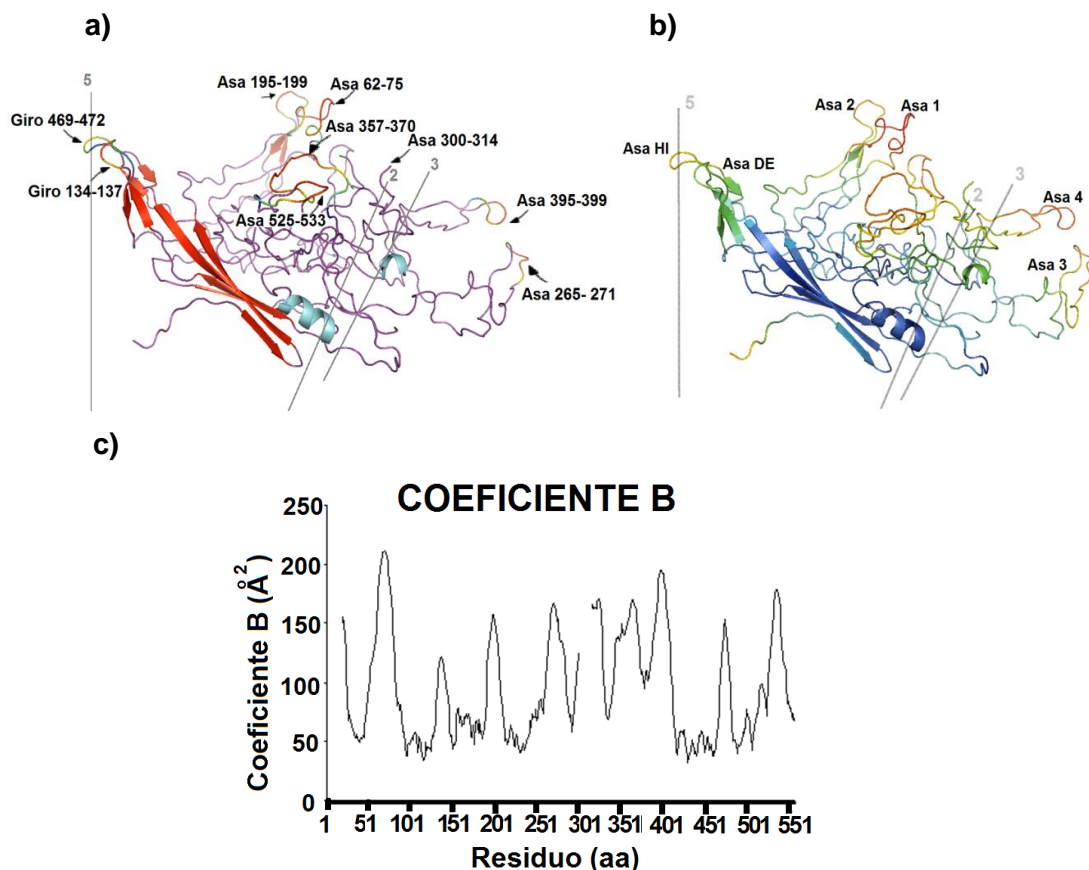 a)
5
Giro 469-472
Giro 134-137
Asa 195-199
Asa 62-75
Asa 357-370
Asa 300-314
2
3
Asa 525-533
Asa 395-399
Asa 265- 271
b)
5
Asa HI
Asa DE
Asa 2
Asa 1
2
3
Asa 4
Asa 3
c)
COEFICIENTE B
Coeficiente B (Å²)
250
200
150
100
50
0
1 51 101 151 201 251 301 351 401 451 501 551
Residuo (aa)